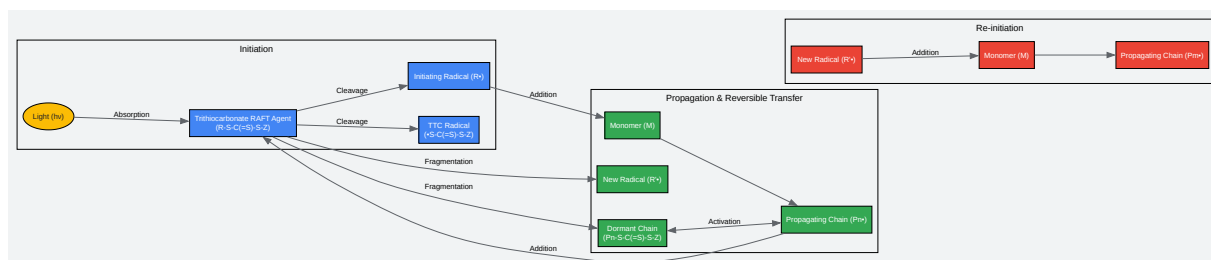 Re-initiation
New Radical (R'•)
Addition
Monomer (M)
Propagating Chain (Pm•)
Initiation
Light (hν)
Absorption
Trithiocarbonate RAFT Agent
(R-S-C(=S)-S-Z)
Cleavage
Initiating Radical (R•)
Cleavage
TTC Radical
(•S-C(=S)-S-Z)
Addition
Fragmentation
Fragmentation
Addition
Propagation & Reversible Transfer
Monomer (M)
New Radical (R'•)
Dormant Chain
(Pn-S-C(=S)-S-Z)
Activation
Propagating Chain (Pn•)